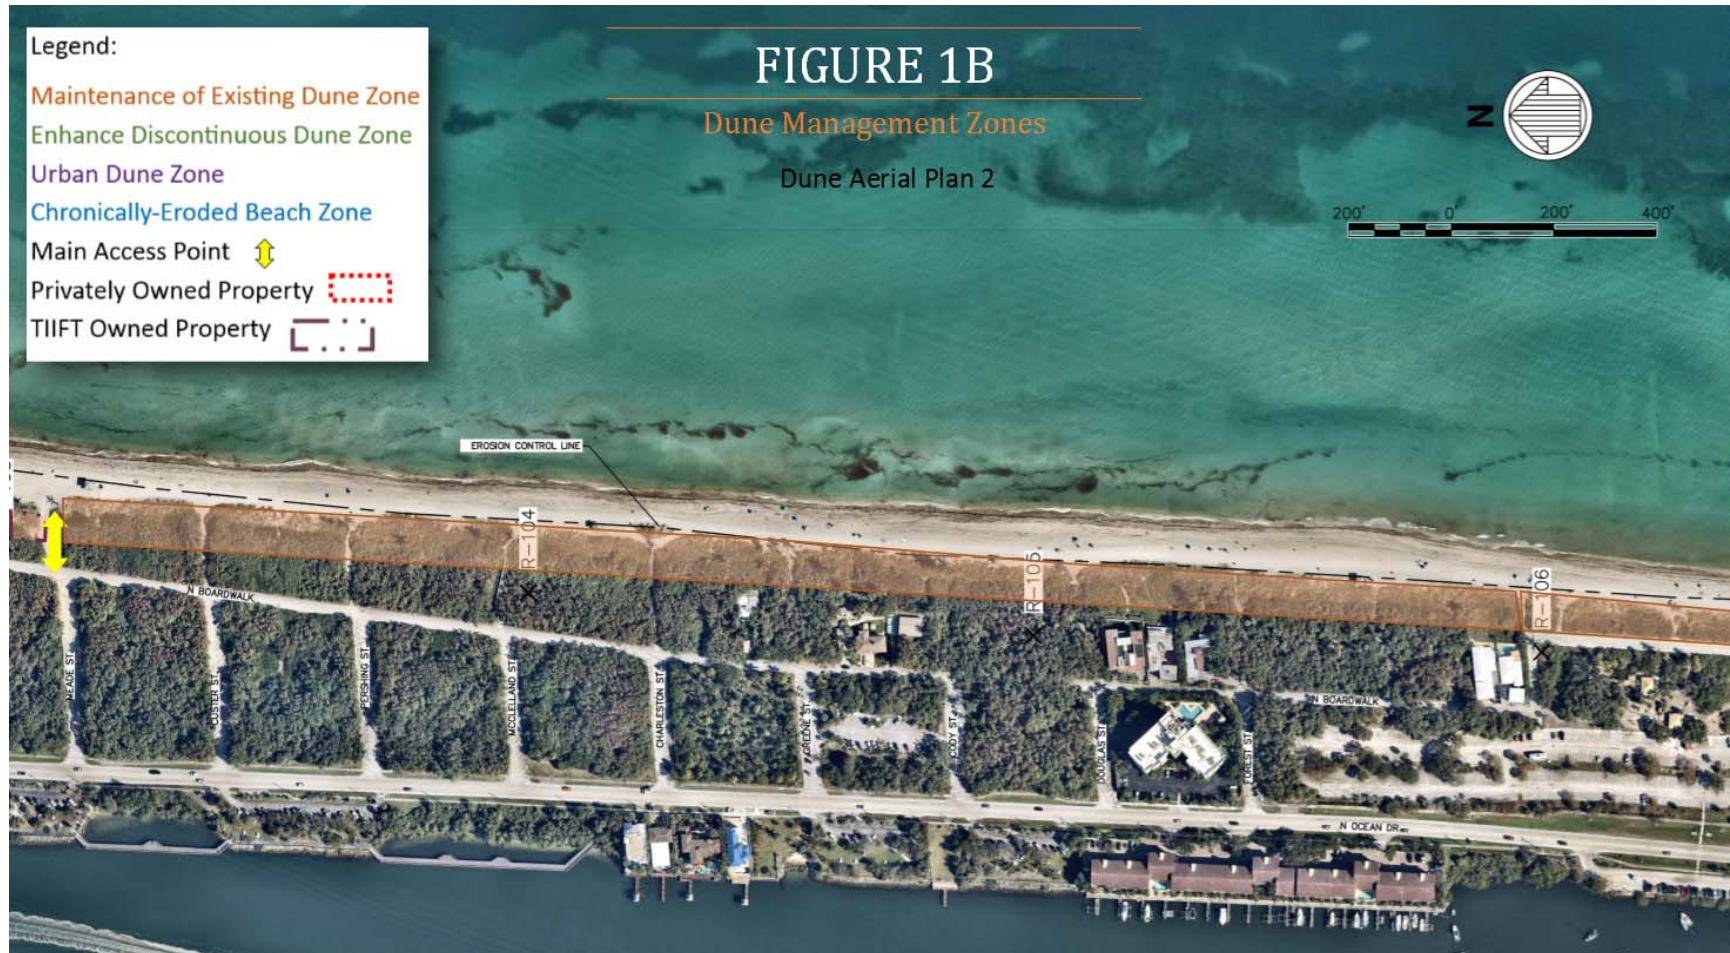 Legend:
Maintenance of Existing Dune Zone
Enhance Discontinuous Dune Zone
Urban Dune Zone
Chronically-Eroded Beach Zone
Main Access Point
Privately Owned Property
TIIFT Owned Property
FIGURE 1B
Dune Management Zones
Dune Aerial Plan 2
N
200' 0' 200' 400'
EROSION CONTROL LINE
R-104
R-105
R-106
N BOARDWALK
MEADE ST.
CUSTER ST.
PERSHING ST.
MCCLELLAND ST.
CHARLESTON ST.
GREENE ST.
CODY ST.
DOUGLAS ST.
FOREST ST.
N BOARDWALK
N OCEAN DR.